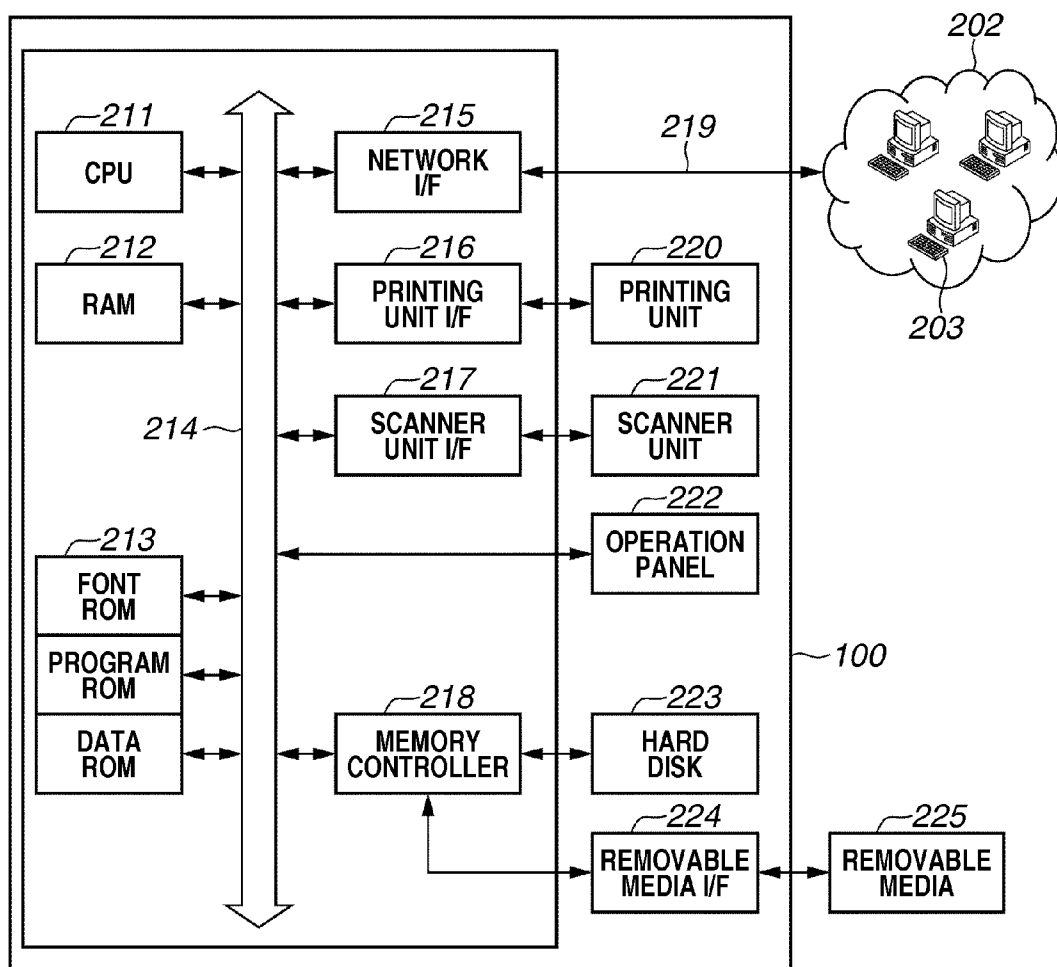 202
211
CPU
215
NETWORK
I/F
219
212
RAM
216
PRINTING
UNIT I/F
220
PRINTING
UNIT
203
214
217
SCANNER
UNIT I/F
221
SCANNER
UNIT
222
OPERATION
PANEL
213
FONT
ROM
PROGRAM
ROM
DATA
ROM
100
218
MEMORY
CONTROLLER
223
HARD
DISK
224
REMOVABLE
MEDIA I/F
225
REMOVABLE
MEDIA